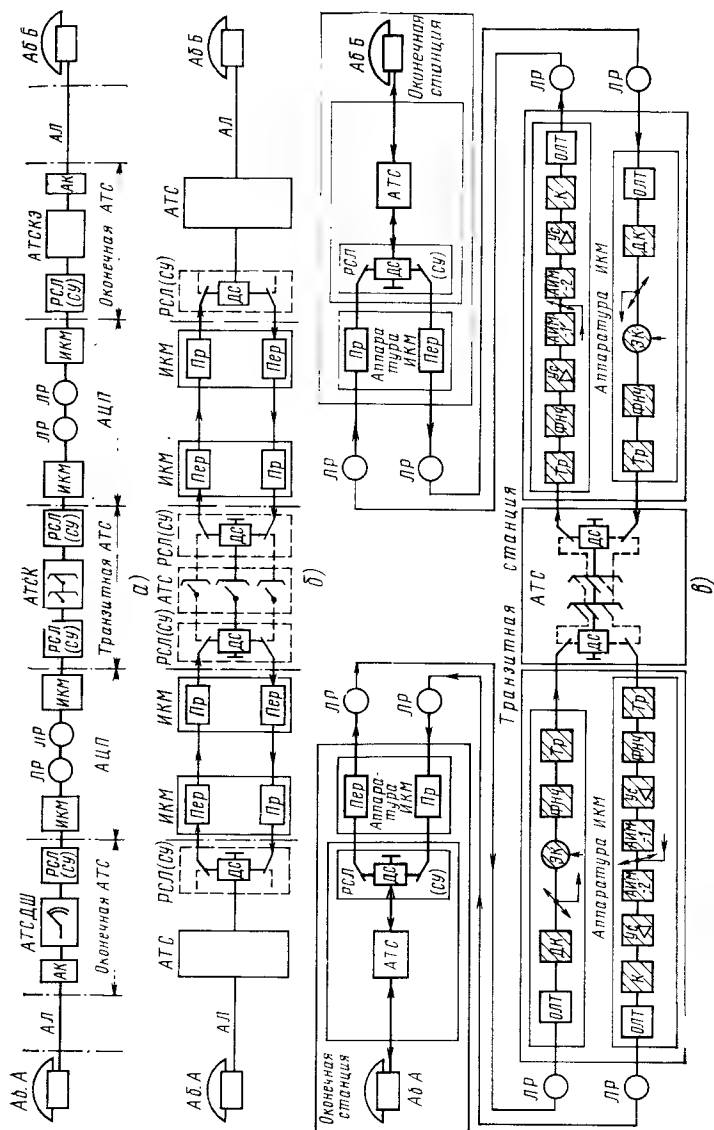 Аб. А
АЛ
АК
АТСДШ
РСЛ
(СУ)
Оконечная АТС
ИКМ
ЛР
ЛР
ИКМ
АЦП
РСЛ
(СУ)
АТСК
РСЛ
(СУ)
Транзитная АТС
ИКМ
ЛР
ЛР
ИКМ
АЦП
РСЛ
(СУ)
АТСКЭ
АК
Оконечная АТС
АЛ
Аб Б
а)
Аб. А
АЛ
АТС
РСЛ(СУ)
ДС
ИКМ
Пер
Пр
ИКМ
Пр
Пер
РСЛ(СУ)
ДС
АТС
РСЛ(СУ)
ДС
ИКМ
Пер
Пр
ИКМ
Пр
Пер
РСЛ(СУ)
ДС
АТС
АЛ
Аб Б
б)
Оконечная
станция
Аб А
АТС
РСЛ
ДС
(СУ)
Пер
Аппара-
тура
ИКМ
Пр
ЛР
ЛР
ЛР
ЛР
Пр
Аппара
тура
ИКМ
Пер
РСЛ
ДС
(СУ)
АТС
Аб Б
Оконечная
станция
Транзитная станция
ЛР
ОЛТ
ДК
ЭК
ФНЧ
Тр
Аппаратура ИКМ
ЛР
ОЛТ
К
УС
АИМ
-2
АИМ
-1
УС
ФНЧ
Тр
АТС
ДС
ДС
Тр
ФНЧ
УС
АИМ
-1
АИМ
-2
УС
К
ОЛТ
ЛР
Аппаратура ИКМ
Тр
ФНЧ
ЭК
ДК
ОЛТ
ЛР
в)